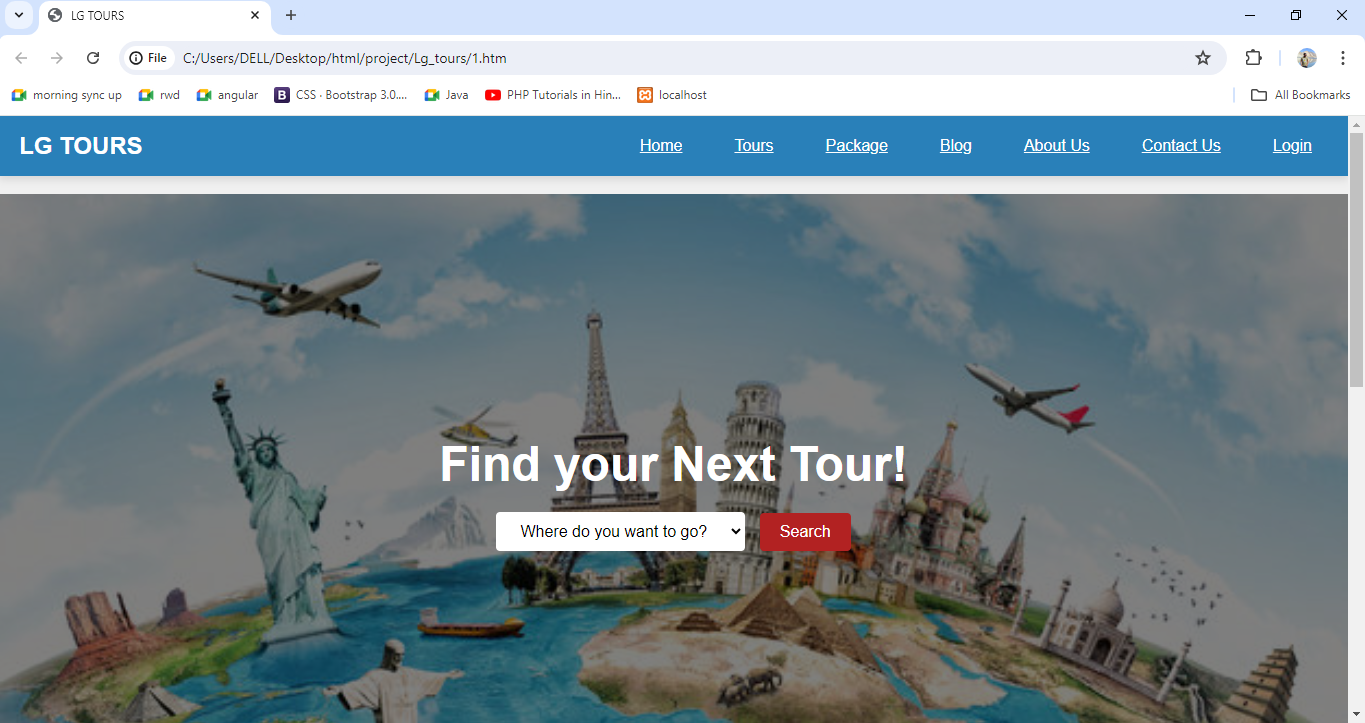 LG TOURS
File C:/Users/DELL/Desktop/html/project/Lg_tours/1.htm
morning sync up rwd angular B CSS · Bootstrap 3.0.... Java PHP Tutorials in Hin... localhost All Bookmarks
LG TOURS Home Tours Package Blog About Us Contact Us Login
Find your Next Tour!
Where do you want to go? Search